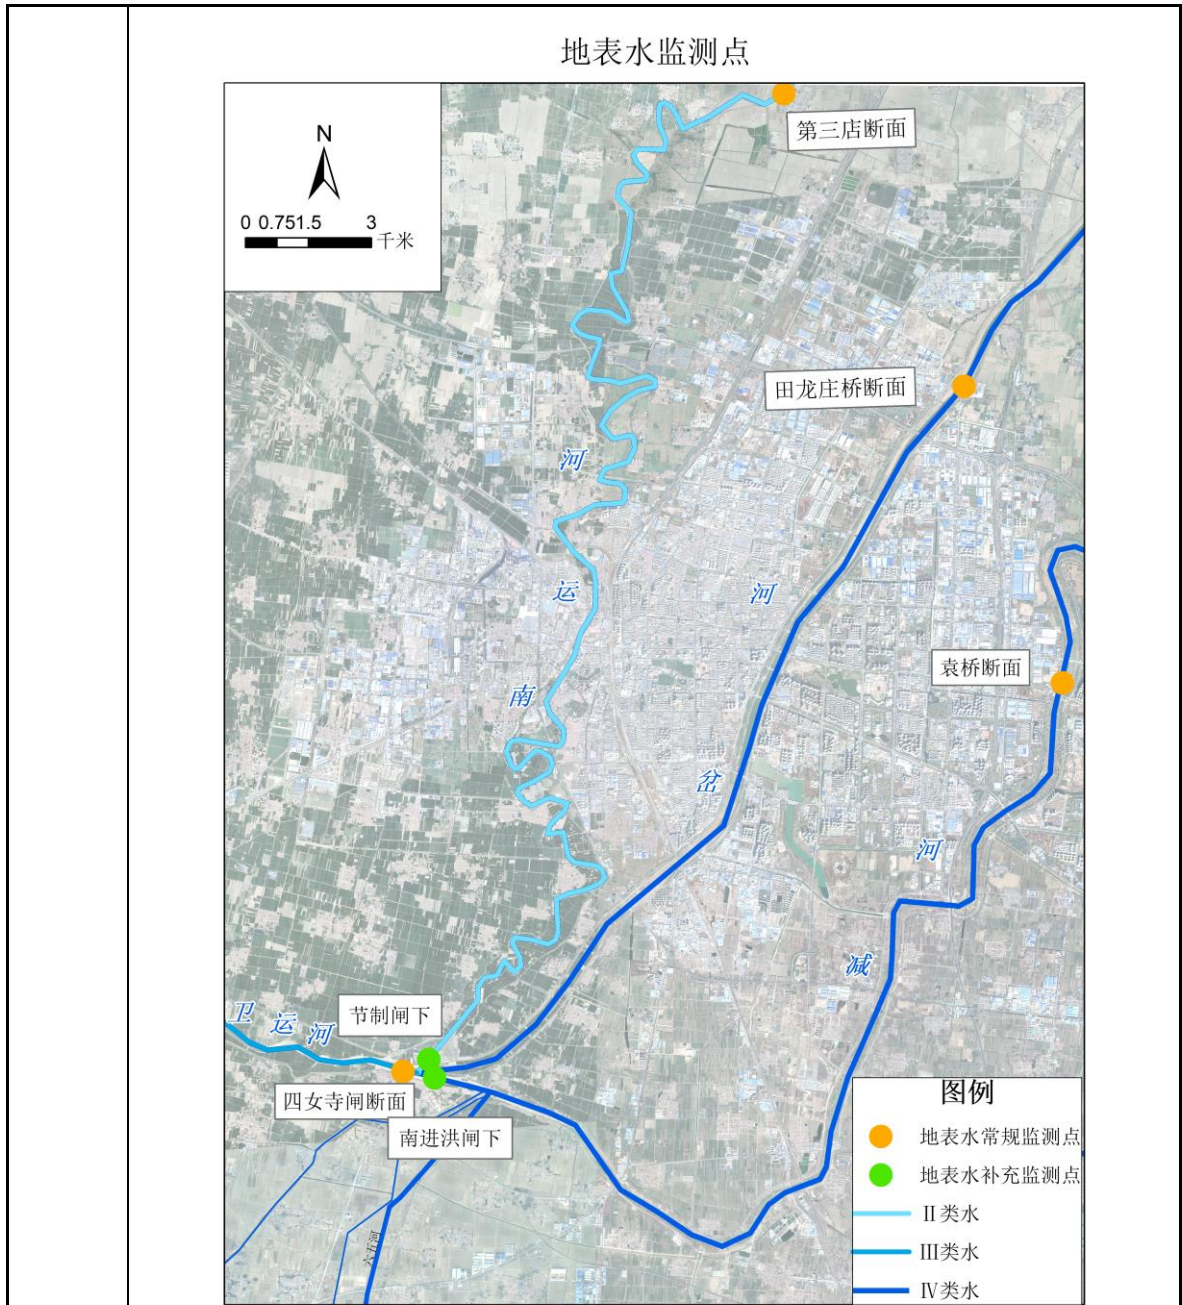 地表水监测点
N
0 0.751.5 3
千米
第三店断面
田龙庄桥断面
河
运
南
河
岔
袁桥断面
河
减
卫运河
节制闸下
四女寺闸断面
南进洪闸下
六五河
图例
地表水常规监测点
地表水补充监测点
II类水
III类水
IV类水